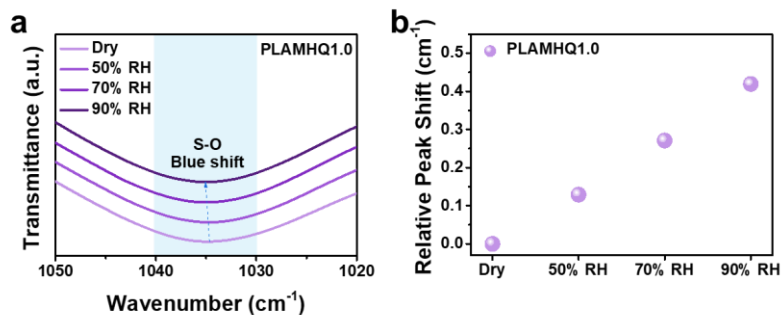 a
Dry
50% RH
70% RH
90% RH
PLAMHQ1.0
S-O
Blue shift
Transmittance (a.u.)
1050
1040
1030
1020
Wavenumber (cm⁻¹)
b
PLAMHQ1.0
Relative Peak Shift (cm⁻¹)
0.5
0.4
0.3
0.2
0.1
0.0
Dry
50% RH
70% RH
90% RH